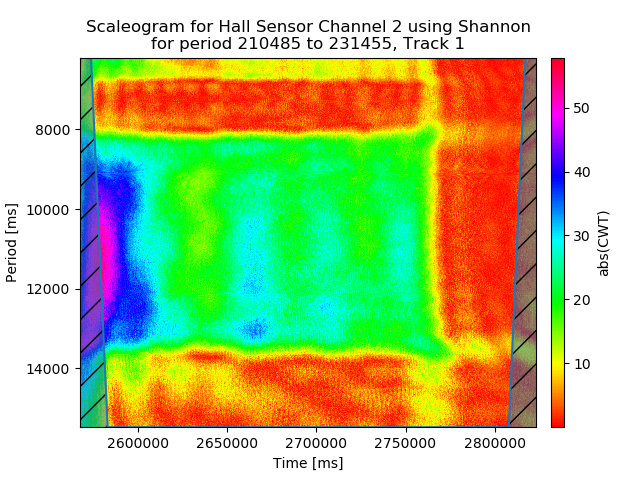 Scaleogram for Hall Sensor Channel 2 using Shannon
for period 210485 to 231455, Track 1
8000
10000
12000
14000
Period [ms]
2600000
2650000
2700000
2750000
2800000
Time [ms]
50
40
30
20
10
abs(CWT)